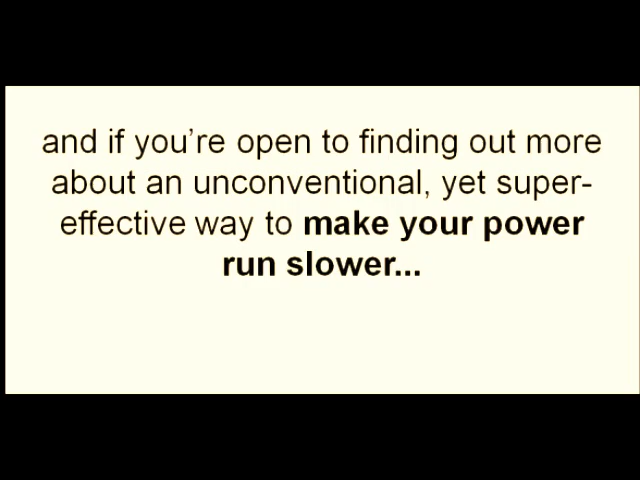 and if you’re open to finding out more
about an unconventional, yet super-
effective way to make your power
run slower...